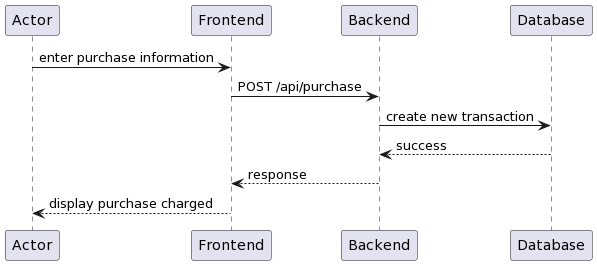 Actor Frontend Backend Database
enter purchase information
POST /api/purchase
create new transaction
success
response
display purchase charged
Actor Frontend Backend Database